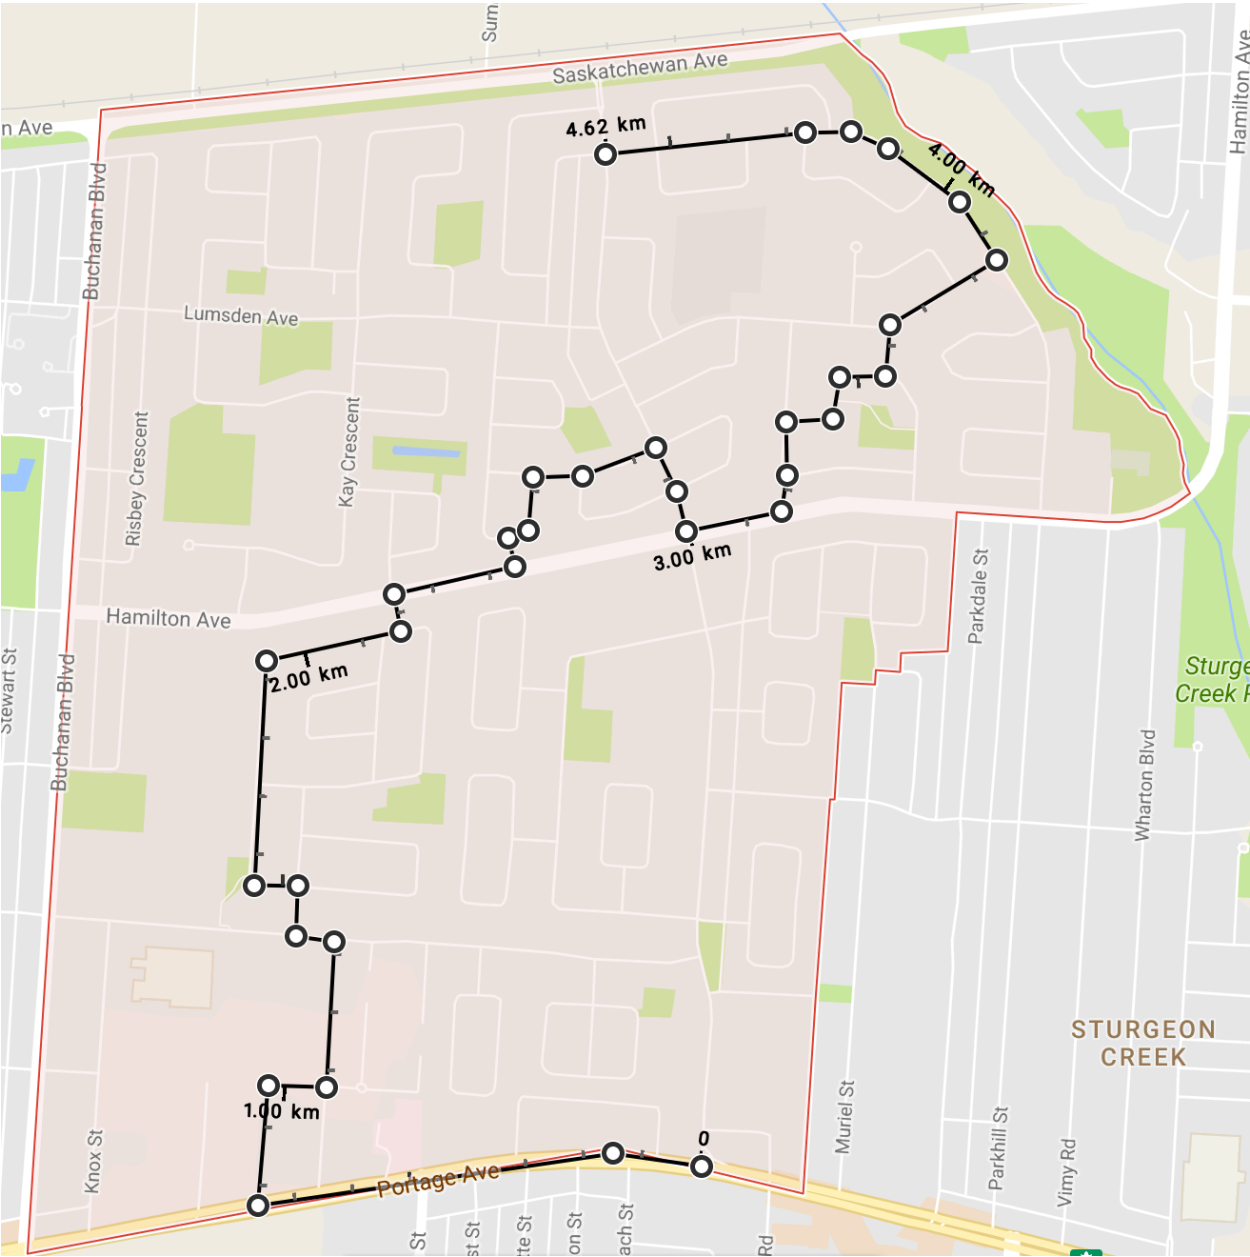 Sum.
Hamilton Ave
Saskatchewan Ave
n Ave
4.62 km
4.00 km
Buchanan Blvd
Lumsden Ave
Risbey Crescent
Kay Crescent
3.00 km
Parkdale St
Hamilton Ave
2.00 km
Stewart St
Buchanan Blvd
Sturge
Creek P
Wharton Blvd
STURGEON
CREEK
1.00 km
Knox St
Muriel St
Parkhill St
Vimy Rd
0
Portage Ave
St
st St
tte St
on St
ach St
Rd